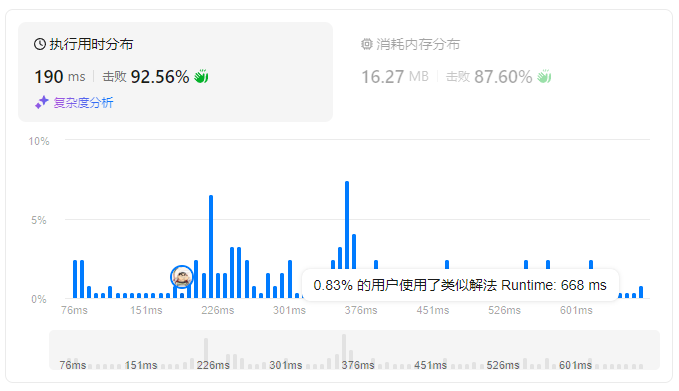 执行用时分布
190 ms 击败 92.56%
复杂度分析
消耗内存分布
16.27 MB 击败 87.60%
10%
5%
0%
0.83% 的用户使用了类似解法 Runtime: 668 ms
76ms 151ms 226ms 301ms 376ms 451ms 526ms 601ms
76ms 151ms 226ms 301ms 376ms 451ms 526ms 601ms